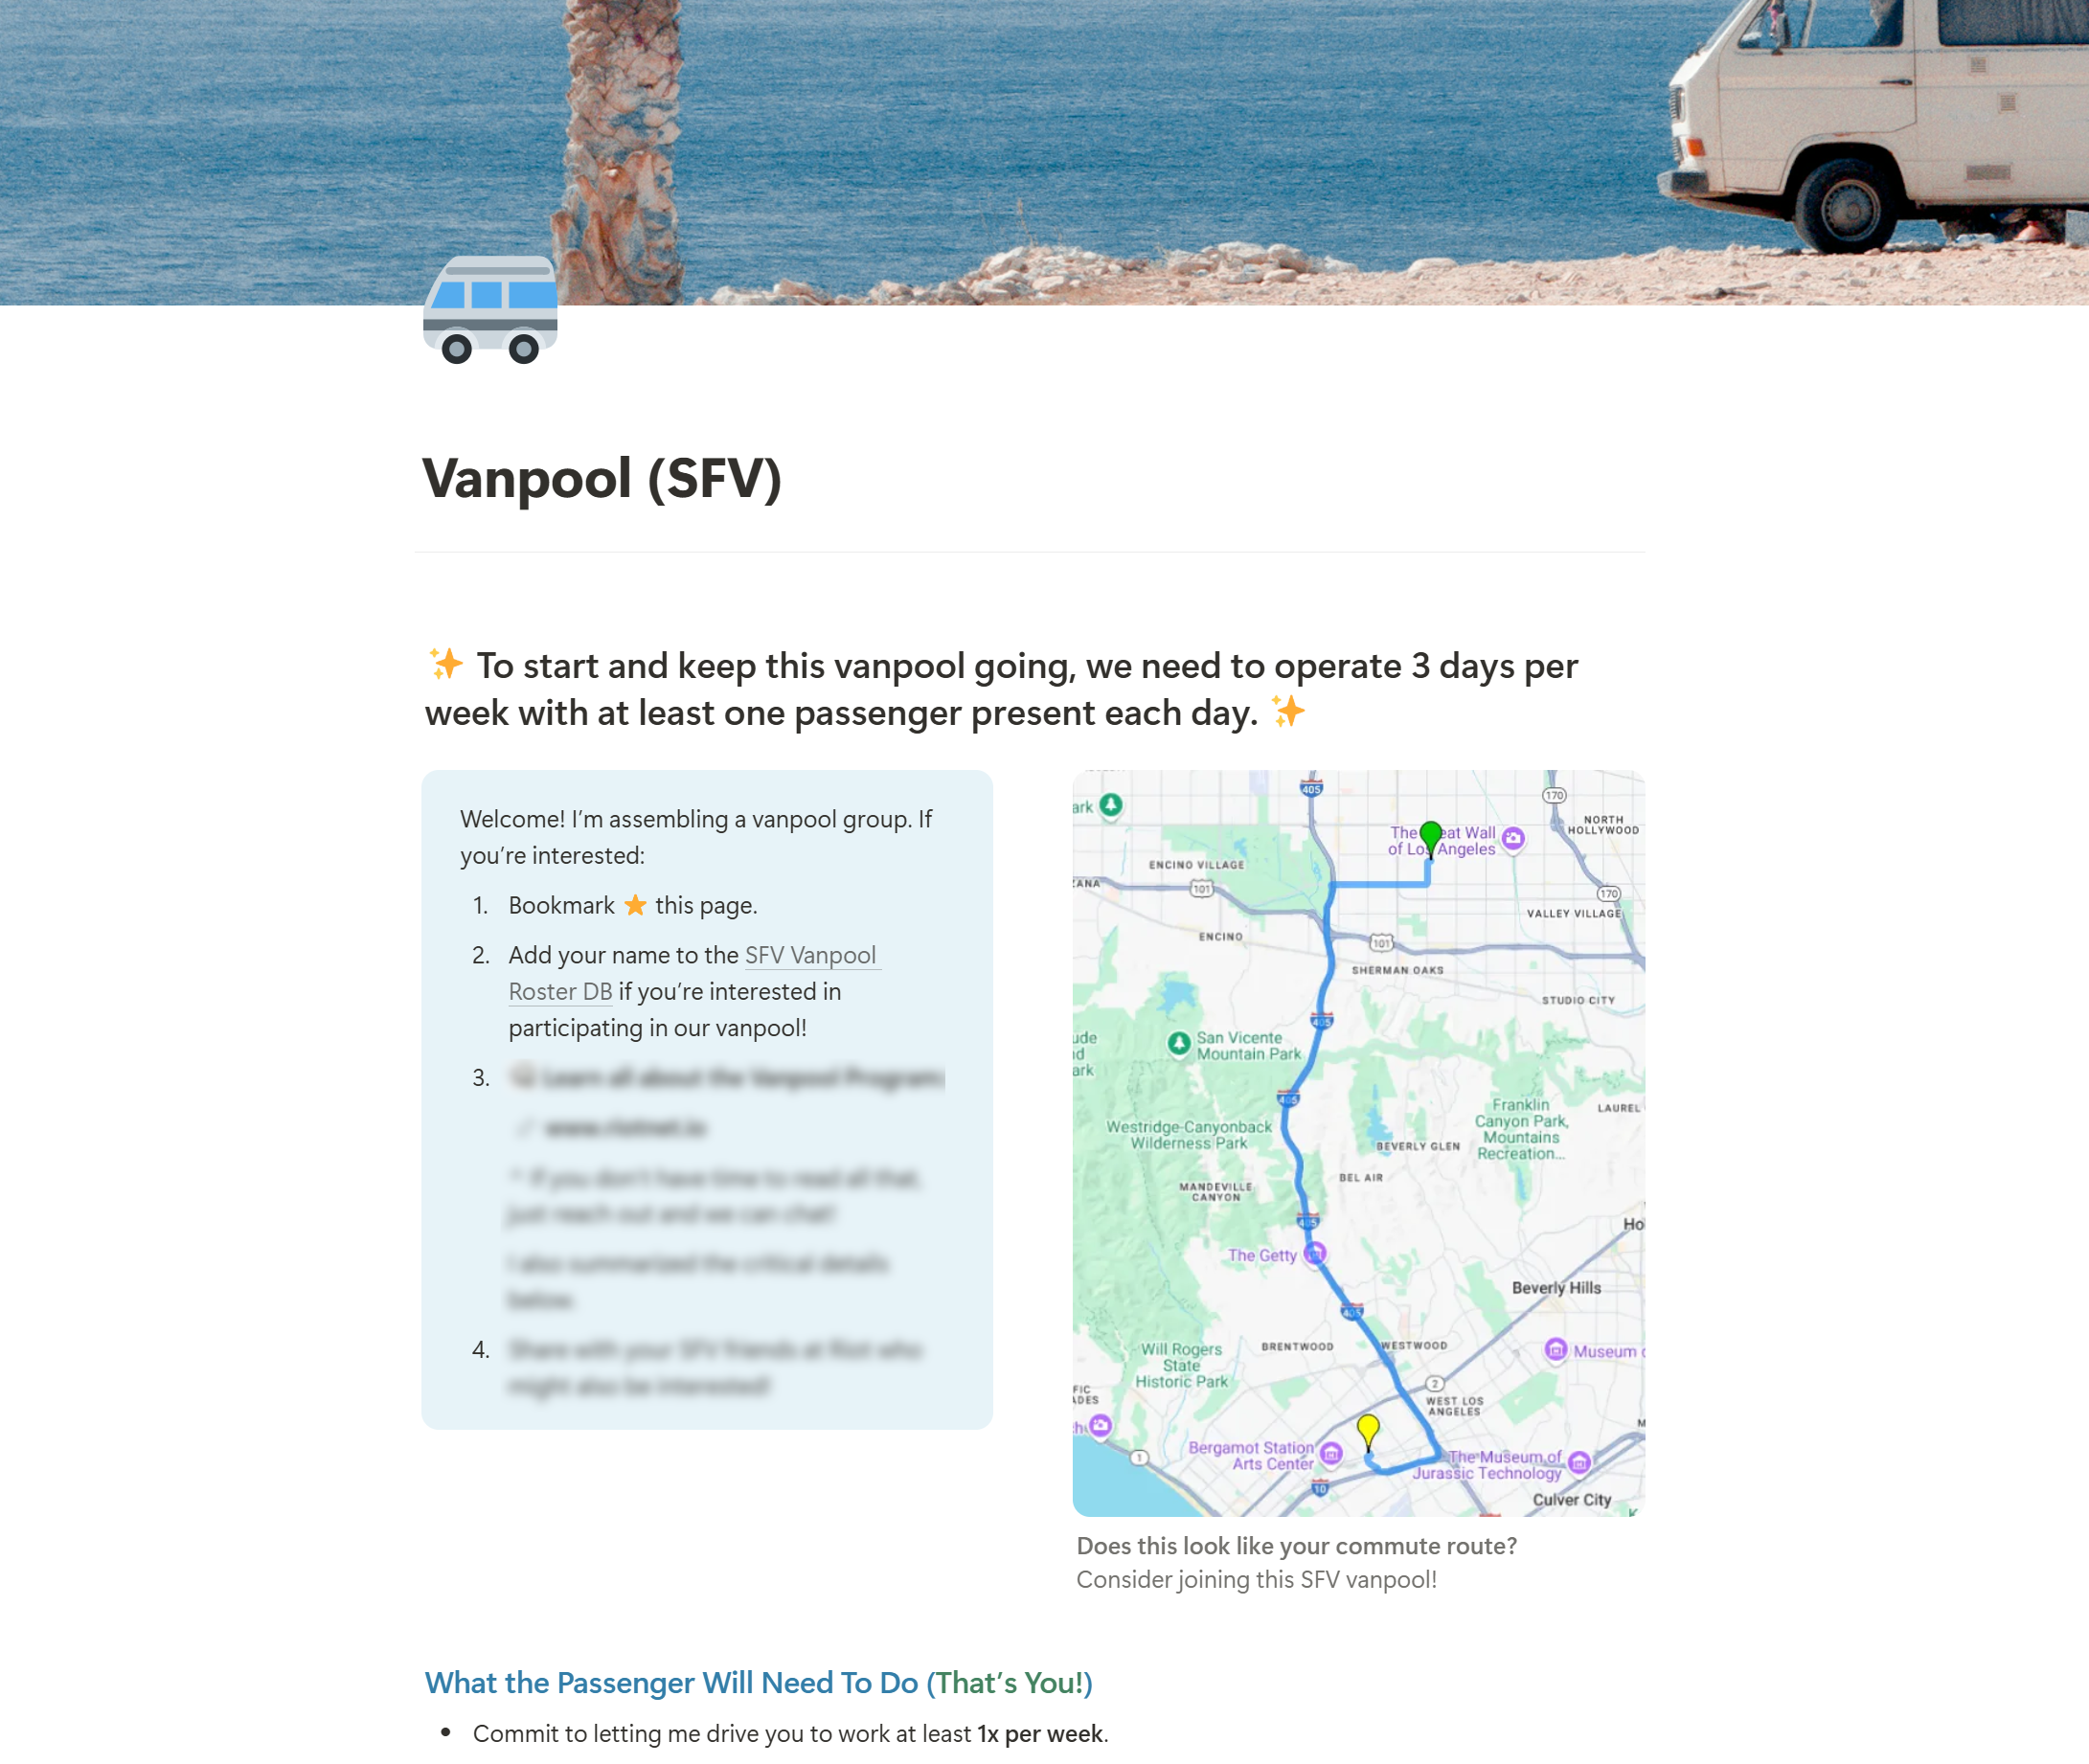 Vanpool (SFV)
✨ To start and keep this vanpool going, we need to operate 3 days per
week with at least one passenger present each day. ✨
Welcome! I’m assembling a vanpool group. If
you’re interested:
1. Bookmark ⭐ this page.
2. Add your name to the SFV Vanpool
Roster DB if you’re interested in
participating in our vanpool!
3.
4.
405
170
NORTH
HOLLYWOOD
The Great Wall
of Los Angeles
ark
ENCINO VILLAGE
ZANA
101
170
VALLEY VILLAGE
ENCINO
101
SHERMAN OAKS
STUDIO CITY
405
San Vicente
Mountain Park
ude
nd
ark
405
Franklin
Canyon Park,
Mountains
Recreation...
LAUREL
Westridge-Canyonback
Wilderness Park
BEVERLY GLEN
BEL AIR
MANDEVILLE
CANYON
405
Ho
The Getty
Beverly Hills
405
Will Rogers
State
Historic Park
BRENTWOOD
WESTWOOD
Museum
2
WEST LOS
ANGELES
FIC
ADES
Bergamot Station
Arts Center
1
The Museum of
Jurassic Technology
10
Culver City
Does this look like your commute route?
Consider joining this SFV vanpool!
What the Passenger Will Need To Do (That’s You!)
• Commit to letting me drive you to work at least 1x per week.